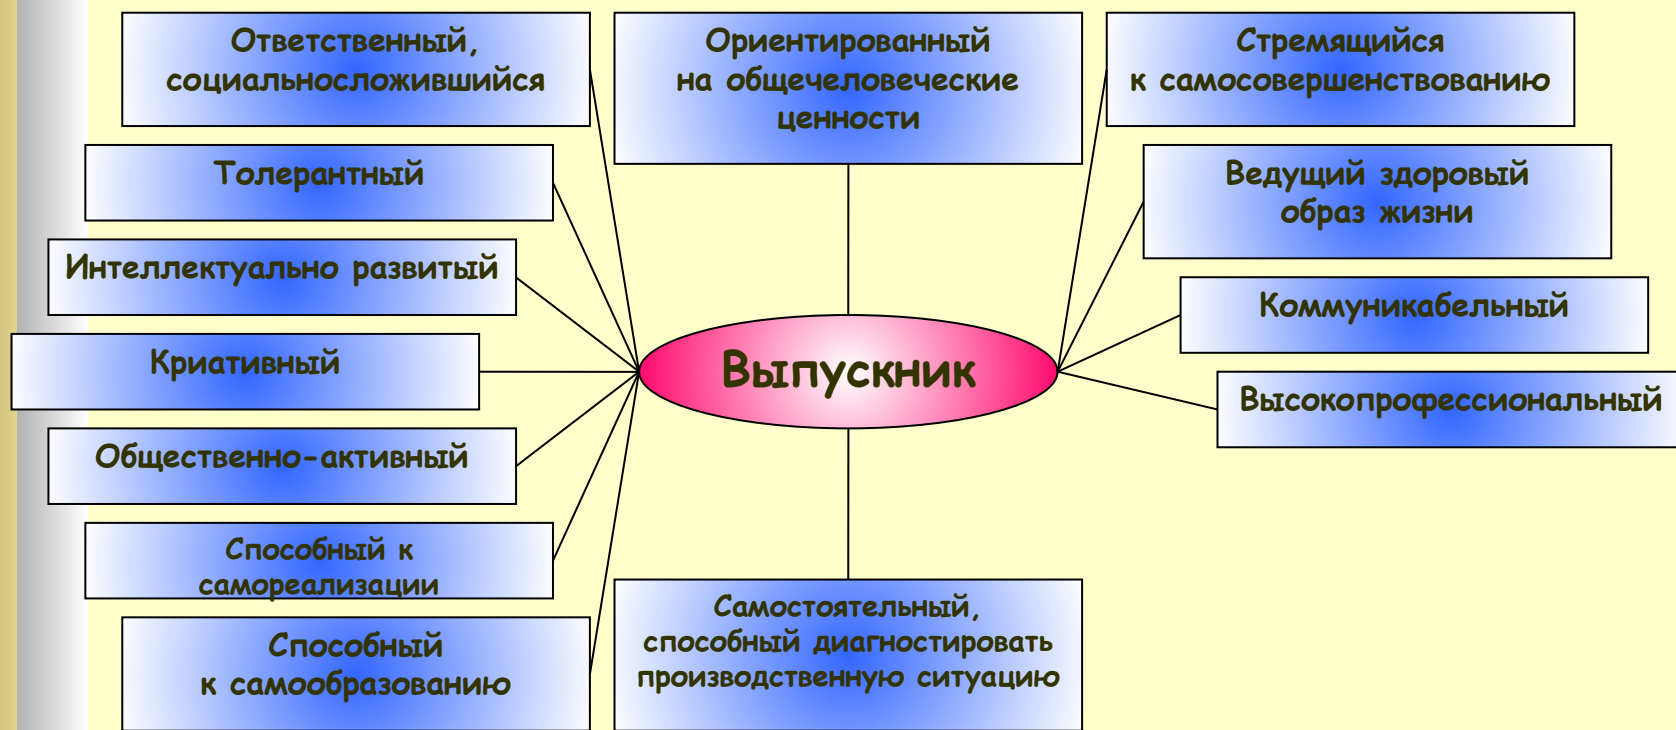 Ответственный,
социальносложившийся
Ориентированный
на общечеловеческие
ценности
Стремящийся
к самосовершенствованию
Толерантный
Ведущий здоровый
образ жизни
Интеллектуально развитый
Коммуникабельный
Криативный
Выпускник
Высокопрофессиональный
Общественно-активный
Способный к
самореализации
Способный
к самообразованию
Самостоятельный,
способный диагностировать
производственную ситуацию